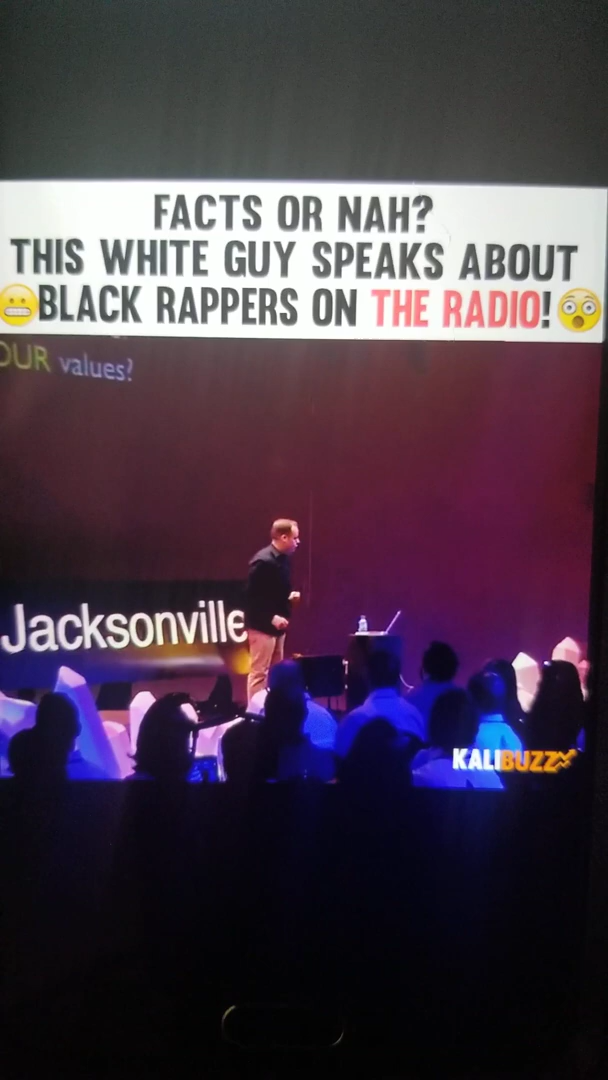 FACTS OR NAH?
THIS WHITE GUY SPEAKS ABOUT
😬BLACK RAPPERS ON THE RADIO!😲
OUR values?
Jacksonville
KALIBUZZ